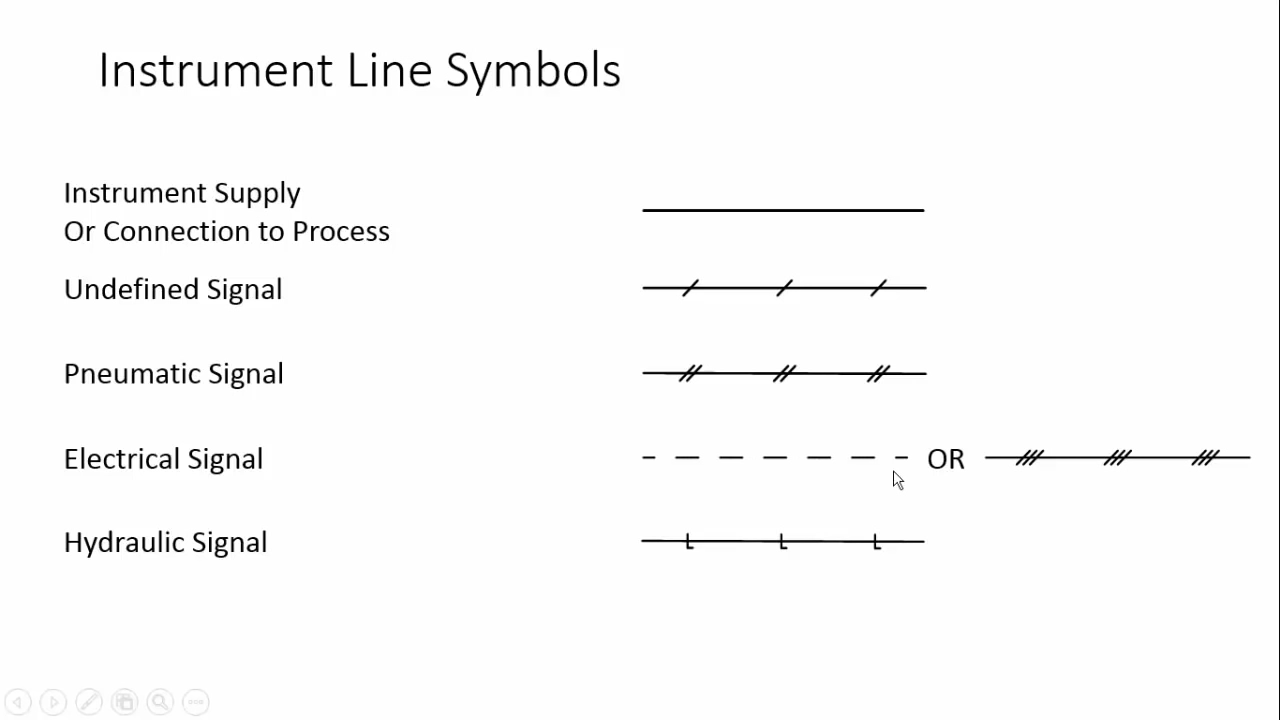 Instrument Line Symbols
Instrument Supply
Or Connection to Process
Undefined Signal
Pneumatic Signal
Electrical Signal
OR
Hydraulic Signal